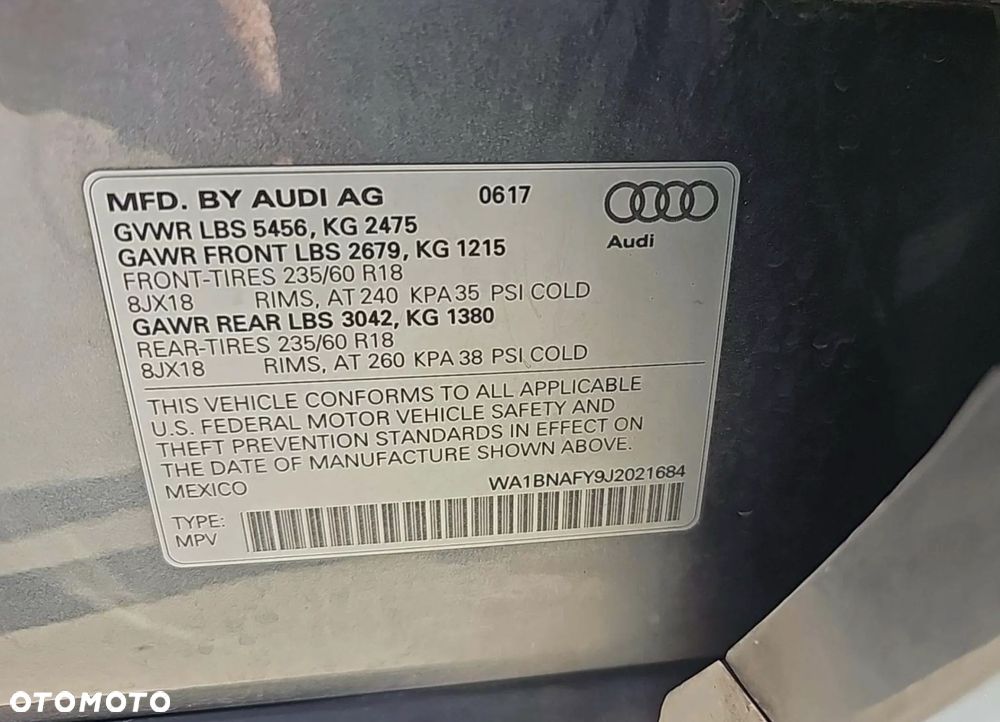 MFD. BY AUDI AG 0617
Audi
GVWR LBS 5456, KG 2475
GAWR FRONT LBS 2679, KG 1215
FRONT-TIRES 235/60 R18
8JX18 RIMS, AT 240 KPA 35 PSI COLD
GAWR REAR LBS 3042, KG 1380
REAR-TIRES 235/60 R18
8JX18 RIMS, AT 260 KPA 38 PSI COLD
THIS VEHICLE CONFORMS TO ALL APPLICABLE
U.S. FEDERAL MOTOR VEHICLE SAFETY AND
THEFT PREVENTION STANDARDS IN EFFECT ON
THE DATE OF MANUFACTURE SHOWN ABOVE.
MEXICO WA1BNAFY9J2021684
TYPE:
MPV
OTOMOTO